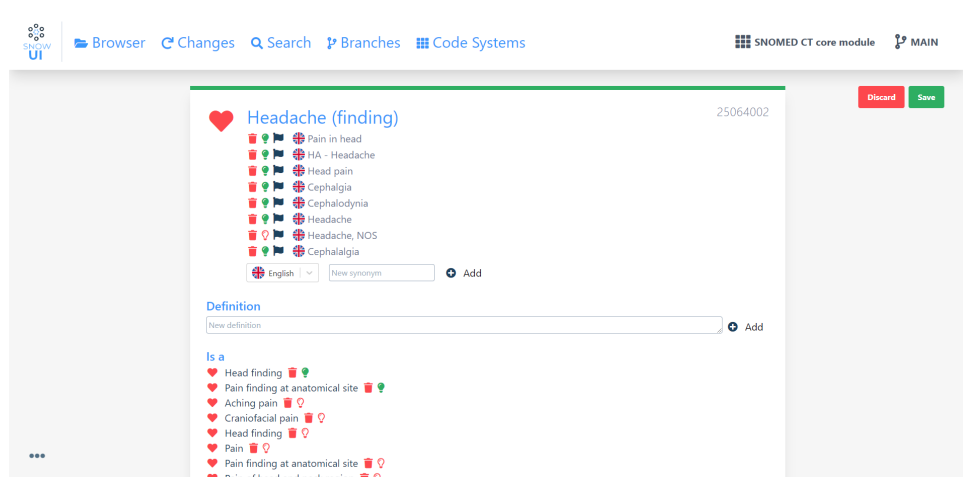 SNOW
UI
Browser Changes Search Branches Code Systems
SNOMED CT core module MAIN
Discard Save
Headache (finding) 25064002
Pain in head
HA - Headache
Head pain
Cephalgia
Cephalodynia
Headache
Headache, NOS
Cephalalgia
English New synonym Add
Definition
New definition Add
Is a
Head finding
Pain finding at anatomical site
Aching pain
Craniofacial pain
Head finding
Pain
Pain finding at anatomical site